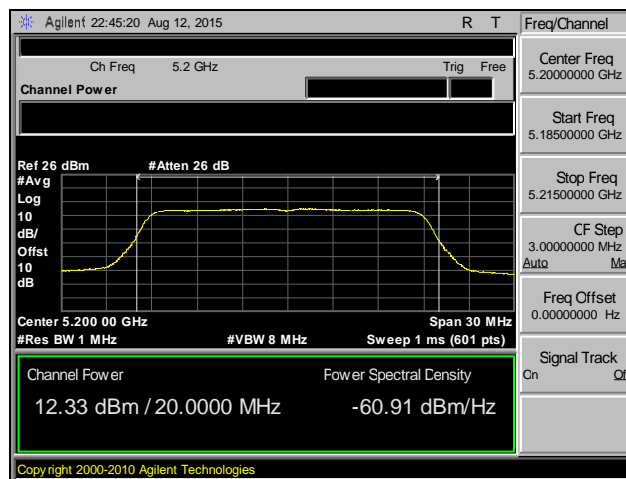 Agilent 22:45:20 Aug 12, 2015 R T Freq/Channel
Ch Freq 5.2 GHz Trig Free
Channel Power
Center Freq
5.20000000 GHz
Start Freq
5.18500000 GHz
Stop Freq
5.21500000 GHz
CF Step
3.00000000 MHz
Auto Ma
Freq Offset
0.00000000 Hz
Signal Track
On Of
Ref 26 dBm #Atten 26 dB
#Avg
Log
10
dB/
Offst
10
dB
Center 5.200 00 GHz Span 30 MHz
#Res BW 1 MHz #VBW 8 MHz Sweep 1 ms (601 pts)
Channel Power Power Spectral Density
12.33 dBm / 20.0000 MHz -60.91 dBm/Hz
Copyright 2000-2010 Agilent Technologies